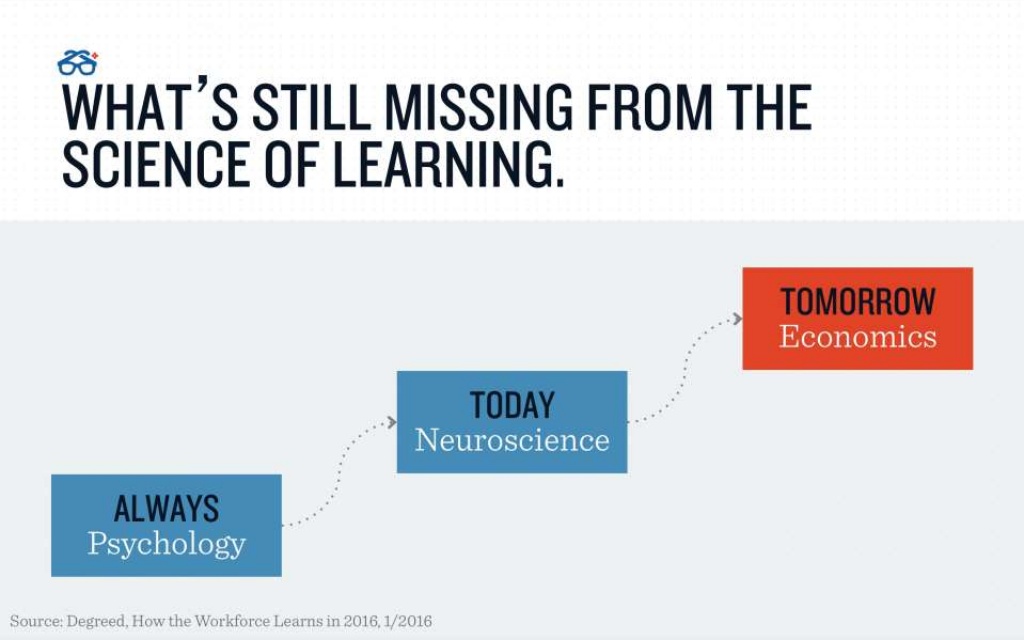 WHAT'S STILL MISSING FROM THE
SCIENCE OF LEARNING.
TOMORROW
Economics
TODAY
Neuroscience
ALWAYS
Psychology
Source: Degreed, How the Workforce Learns in 2016, 1/2016